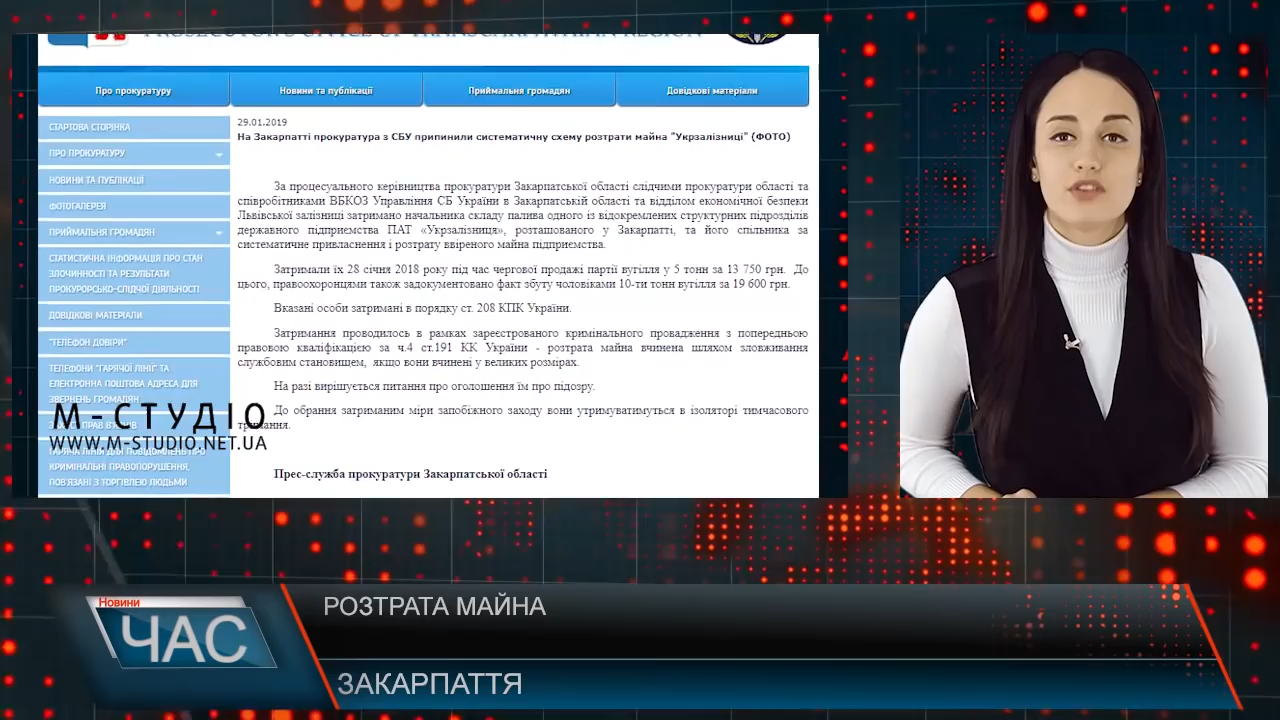 PROSECUTOR'S OFFICE OF TRANSCARPATHIAN REGION
Про прокуратуру
Новини та публікації
Приймальня громадян
Довідкові матеріали
СТАРТОВА СТОРІНКА
ПРО ПРОКУРАТУРУ
НОВИНИ ТА ПУБЛІКАЦІЇ
ФОТОГАЛЕРЕЯ
ПРИЙМАЛЬНЯ ГРОМАДЯН
СТАТИСТИЧНА ІНФОРМАЦІЯ ПРО СТАН
ЗЛОЧИННОСТІ ТА РЕЗУЛЬТАТИ
ПРОКУРОРСЬКО-СЛІДЧОЇ ДІЯЛЬНОСТІ
ДОВІДКОВІ МАТЕРІАЛИ
"ТЕЛЕФОН ДОВІРИ"
ТЕЛЕФОНИ "ГАРЯЧОЇ ЛІНІЇ" ТА
ЕЛЕКТРОННА ПОШТОВА АДРЕСА ДЛЯ
ЗВЕРНЕНЬ ГРОМАДЯН
ПРАВ
ГАРЯЧА ЛІНІЯ ДЛЯ ПОВІДОМЛЕНЬ ПРО
КРИМІНАЛЬНІ ПРАВОПОРУШЕННЯ,
ПОВ'ЯЗАНІ З ТОРГІВЛЕЮ ЛЮДЬМИ
29.01.2019
На Закарпатті прокуратура з СБУ припинили систематичну схему розтрати майна "Укрзалізниці" (ФОТО)
За процесуального керівництва прокуратури Закарпатської області слідчими прокуратури області та
співробітниками ВБКОЗ Управління СБ України в Закарпатській області та відділом економічної безпеки
Львівської залізниці затримано начальника складу палива одного із відокремлених структурних підрозділів
державного підприємства ПАТ «Укрзалізниця», розташованого у Закарпатті, та його спільника за
систематичне привласнення і розтрату ввіреного майна підприємства.
Затримали їх 28 січня 2018 року під час чергової продажі партії вугілля у 5 тонн за 13 750 грн. До
цього, правоохоронцями також задокументовано факт збуту чоловіками 10-ти тонн вугілля за 19 600 грн.
Вказані особи затримані в порядку ст. 208 КПК України.
Затримання проводилось в рамках зареєстрованого кримінального провадження з попередньою
правовою кваліфікацією за ч.4 ст.191 КК України - розтрата майна вчинена шляхом зловживання
службовим становищем, якщо вони вчинені у великих розмірах.
На разі вирішується питання про оголошення їм про підозру.
До обрання затриманим міри запобіжного заходу вони утримуватимуться в ізоляторі тимчасового
тримання.
Прес-служба прокуратури Закарпатської області
М-СТУДІО
WWW.M-STUDIO.NET.UA
Новини
ЧАС
РОЗТРАТА МАЙНА
ЗАКАРПАТТЯ